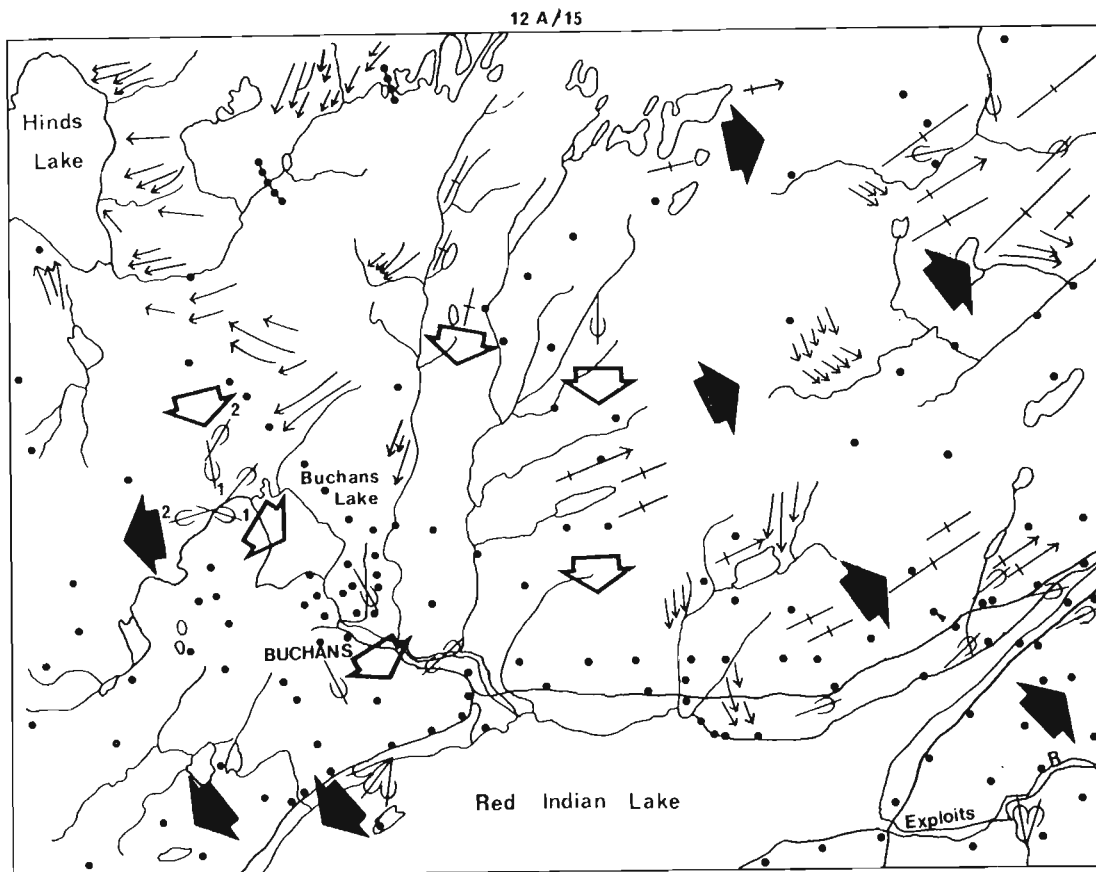 12 A/15
Hinds
Lake
2
Buchans
Lake
1
2
1
BUCHANS
Red Indian Lake
R
Exploits